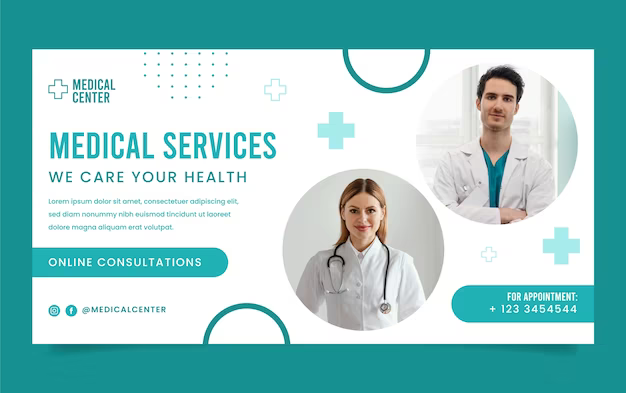 MEDICAL
CENTER
MEDICAL SERVICES
WE CARE YOUR HEALTH
Lorem ipsum dolor sit amet, consectetuer adipiscing elit,
sed diam nonummy nibh euismod tincidunt ut laoreet dolore
magna aliquam erat volutpat.
ONLINE CONSULTATIONS
@MEDICALCENTER
FOR APPOINTMENT:
+ 123 3454544